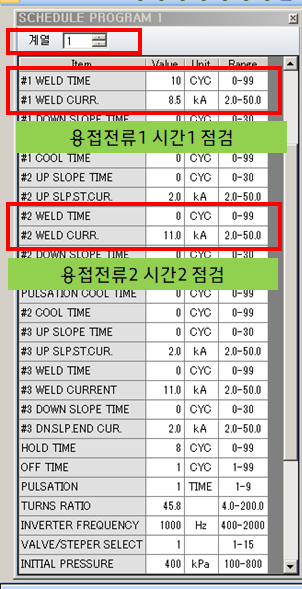 SCHEDULE PROGRAM 1
계열 1
Item Value Unit Range
#1 WELD TIME 10 CYC 0-99
#1 WELD CURR. 8.5 kA 2.0-50.0
#1 DOWN SLOPE TIME 0 CYC 0-30
용접전류1 시간1 점검
#1 COOL TIME 0 CYC 0-99
#2 UP SLOPE TIME 0 CYC 0-30
#2 UP SLP.ST.CUR. 2.0 kA 2.0-50.0
#2 WELD TIME 0 CYC 0-99
#2 WELD CURR. 11.0 kA 2.0-50.0
#2 DOWN SLOPE TIME 0 CYC 0-30
용접전류2 시간2 점검
PULSATION COOL TIME 0 CYC 0-99
#2 COOL TIME 0 CYC 0-99
#3 UP SLOPE TIME 0 CYC 0-30
#3 UP SLP.ST.CUR. 2.0 kA 2.0-50.0
#3 WELD TIME 0 CYC 0-99
#3 WELD CURRENT 11.0 kA 2.0-50.0
#3 DOWN SLOPE TIME 0 CYC 0-30
#3 DN.SLP.END CUR. 2.0 kA 2.0-50.0
HOLD TIME 8 CYC 0-99
OFF TIME 1 CYC 1-99
PULSATION 1 TIME 1-9
TURNS RATIO 45.8 4.0-200.0
INVERTER FREQUENCY 1000 Hz 400-2000
VALVE/STEPER SELECT 1 1-15
INITIAL PRESSURE 400 kPa 100-800